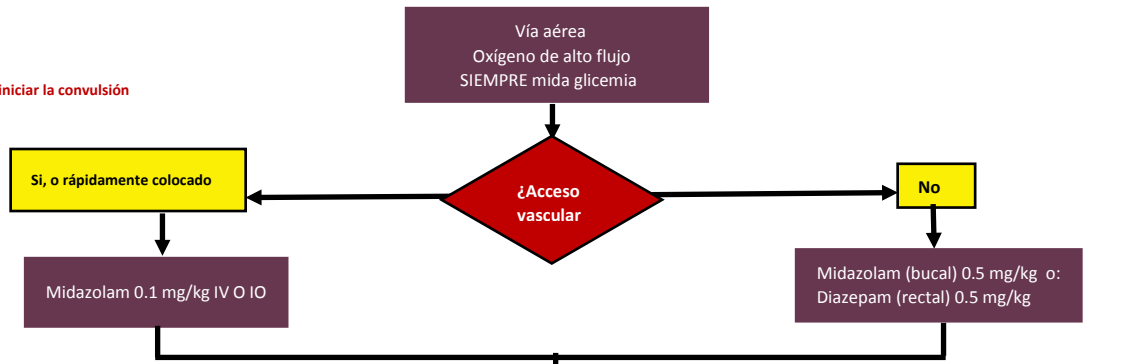 Vía aérea
Oxígeno de alto flujo
SIEMPRE mida glicemia
iniciar la convulsión
Si, o rápidamente colocado
¿Acceso
vascular
No
Midazolam 0.1 mg/kg IV O IO
Midazolam (bucal) 0.5 mg/kg o:
Diazepam (rectal) 0.5 mg/kg